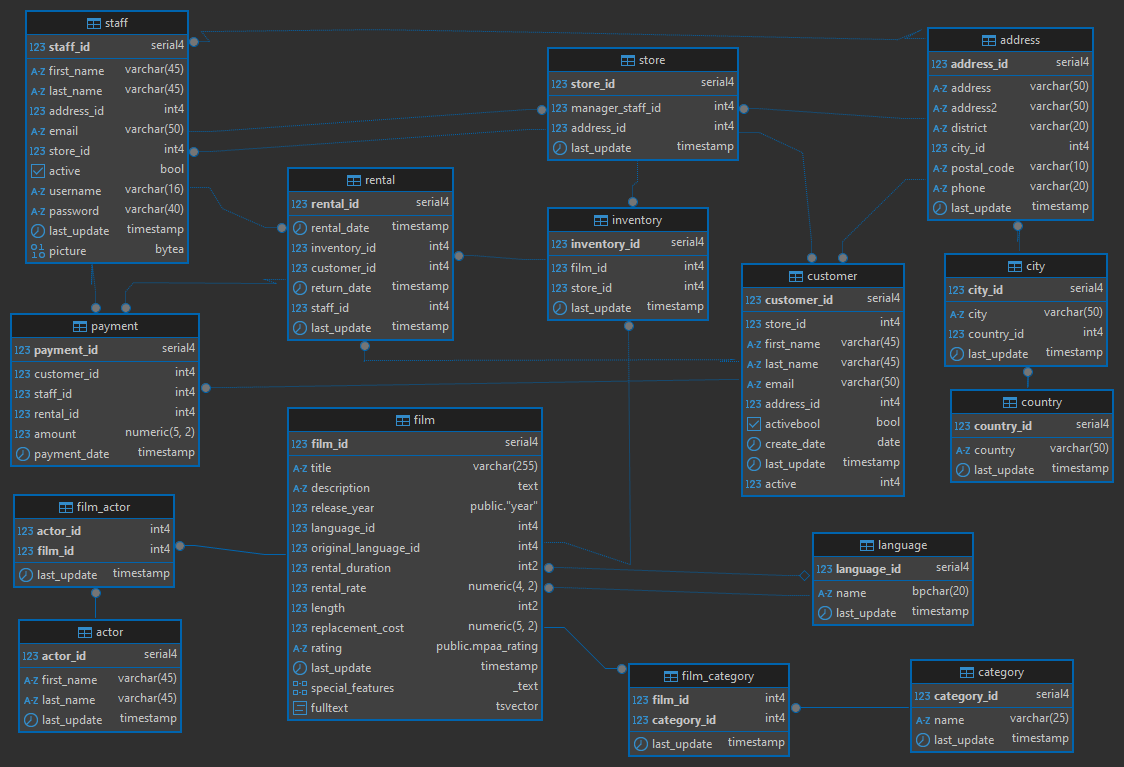 staff
123 staff_id serial4
A-Z first_name varchar(45)
A-Z last_name varchar(45)
123 address_id int4
A-Z email varchar(50)
123 store_id int4
active bool
A-Z username varchar(16)
A-Z password varchar(40)
last_update timestamp
picture bytea
store
123 store_id serial4
123 manager_staff_id int4
123 address_id int4
last_update timestamp
address
123 address_id serial4
A-Z address varchar(50)
A-Z address2 varchar(50)
A-Z district varchar(20)
123 city_id int4
A-Z postal_code varchar(10)
A-Z phone varchar(20)
last_update timestamp
rental
123 rental_id serial4
rental_date timestamp
123 inventory_id int4
123 customer_id int4
return_date timestamp
123 staff_id int4
last_update timestamp
inventory
123 inventory_id serial4
123 film_id int4
123 store_id int4
last_update timestamp
customer
123 customer_id serial4
123 store_id int4
A-Z first_name varchar(45)
A-Z last_name varchar(45)
A-Z email varchar(50)
123 address_id int4
activebool bool
create_date date
last_update timestamp
123 active int4
city
123 city_id serial4
A-Z city varchar(50)
123 country_id int4
last_update timestamp
payment
123 payment_id serial4
123 customer_id int4
123 staff_id int4
123 rental_id int4
123 amount numeric(5, 2)
payment_date timestamp
country
123 country_id serial4
A-Z country varchar(50)
last_update timestamp
film
123 film_id serial4
A-Z title varchar(255)
A-Z description text
123 release_year public."year"
123 language_id int4
123 original_language_id int4
123 rental_duration int2
123 rental_rate numeric(4, 2)
123 length int2
123 replacement_cost numeric(5, 2)
A-Z rating public.mpaa_rating
last_update timestamp
special_features _text
fulltext tsvector
film_actor
123 actor_id int4
123 film_id int4
last_update timestamp
language
123 language_id serial4
A-Z name bpchar(20)
last_update timestamp
actor
123 actor_id serial4
A-Z first_name varchar(45)
A-Z last_name varchar(45)
last_update timestamp
film_category
123 film_id int4
123 category_id int4
last_update timestamp
category
123 category_id serial4
A-Z name varchar(25)
last_update timestamp